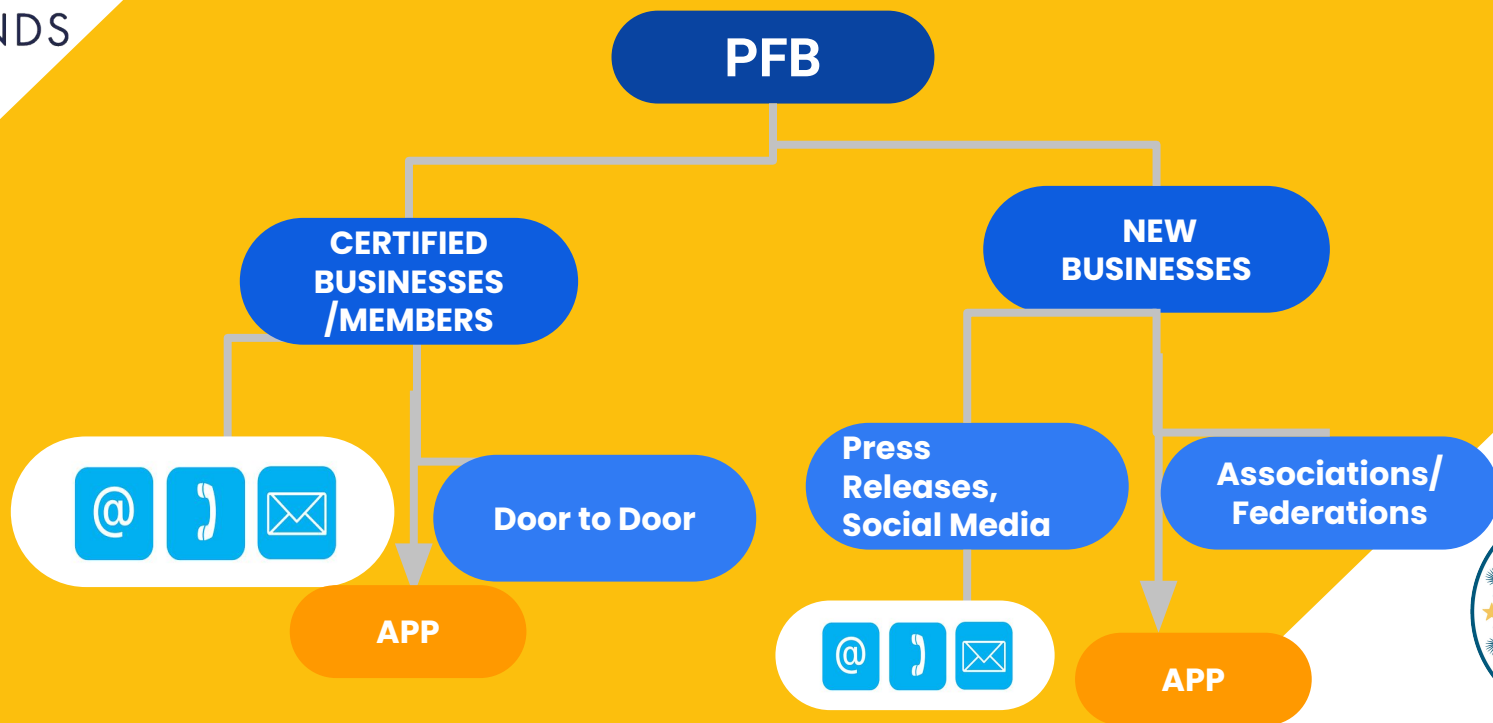 NDS
PFB
CERTIFIED
BUSINESSES
/MEMBERS
NEW
BUSINESSES
@
Door to Door
APP
Press
Releases,
Social Media
Associations/
Federations
@
APP